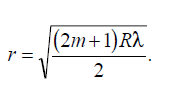 r = √((2m+1)Rλ / 2).